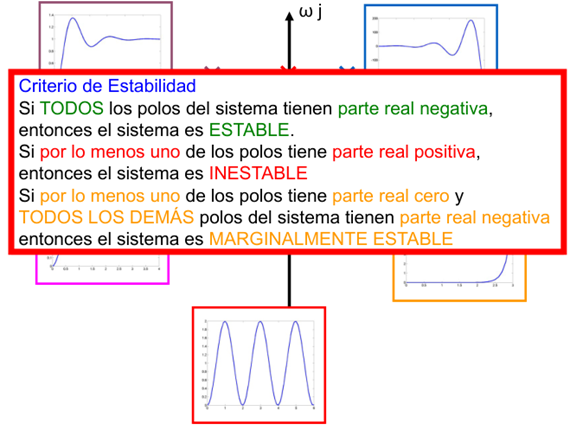 ω j
Criterio de Estabilidad
Si TODOS los polos del sistema tienen parte real negativa,
entonces el sistema es ESTABLE.
Si por lo menos uno de los polos tiene parte real positiva,
entonces el sistema es INESTABLE
Si por lo menos uno de los polos tiene parte real cero y
TODOS LOS DEMÁS polos del sistema tienen parte real negativa
entonces el sistema es MARGINALMENTE ESTABLE